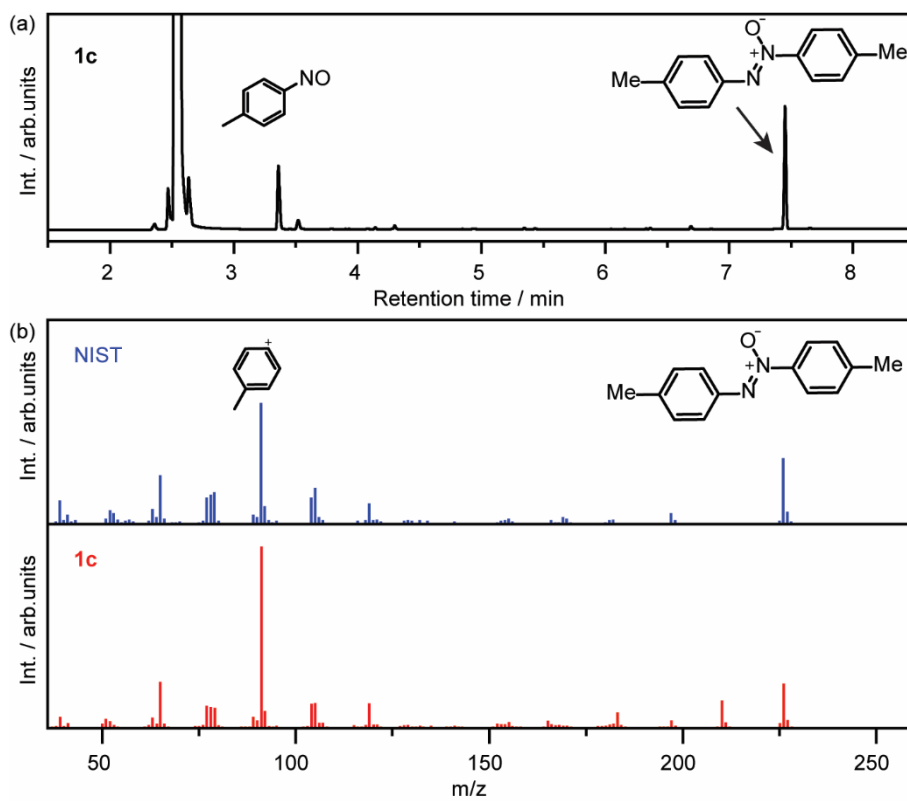 (a)
1c
NO
O⁻
Me
N
+
N
Me
Int. / arb.units
2 3 4 5 6 7 8
Retention time / min
(b)
NIST
+
O⁻
Me
N
+
N
Me
Int. / arb.units
1c
Int. / arb.units
50 100 150 200 250
m/z